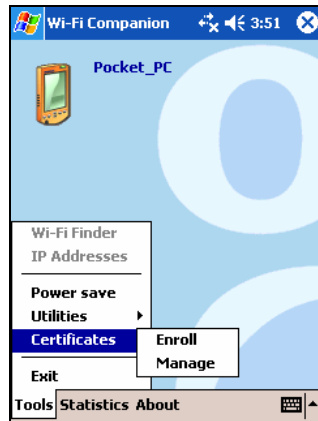 Wi-Fi Companion 3:51
Pocket_PC
Wi-Fi Finder
IP Addresses
Power save
Utilities
Certificates
Enroll
Manage
Exit
Tools Statistics About